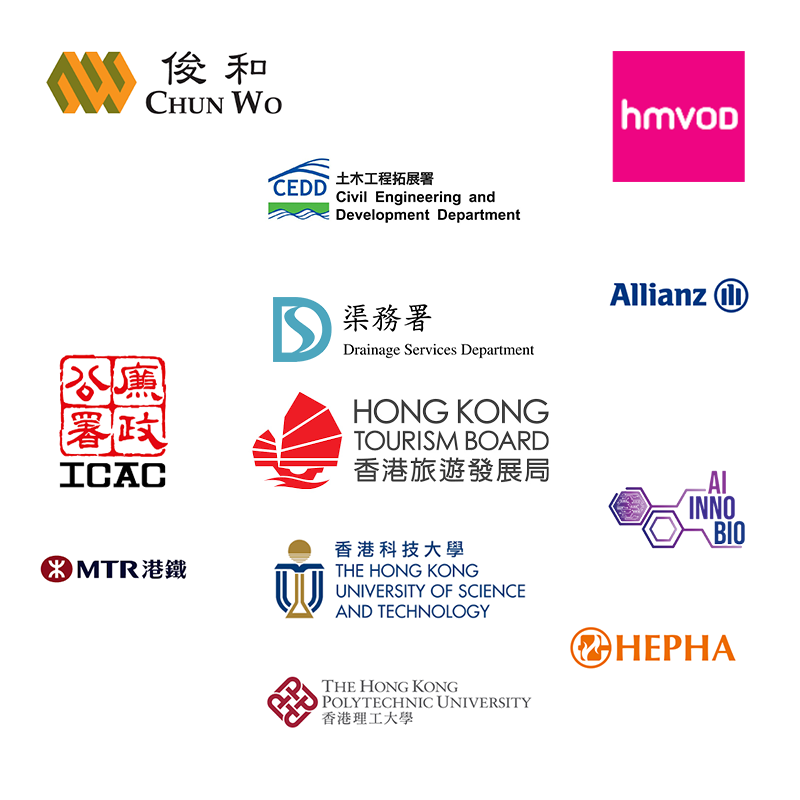 俊和
CHUN WO
hmvod
CEDD
土木工程拓展署
Civil Engineering and
Development Department
Allianz
渠務署
Drainage Services Department
廉政
公署
ICAC
HONG KONG
TOURISM BOARD
香港旅遊發展局
AI
INNO
BIO
MTR 港鐵
香港科技大學
THE HONG KONG
UNIVERSITY OF SCIENCE
AND TECHNOLOGY
HEPHA
THE HONG KONG
POLYTECHNIC UNIVERSITY
香港理工大學